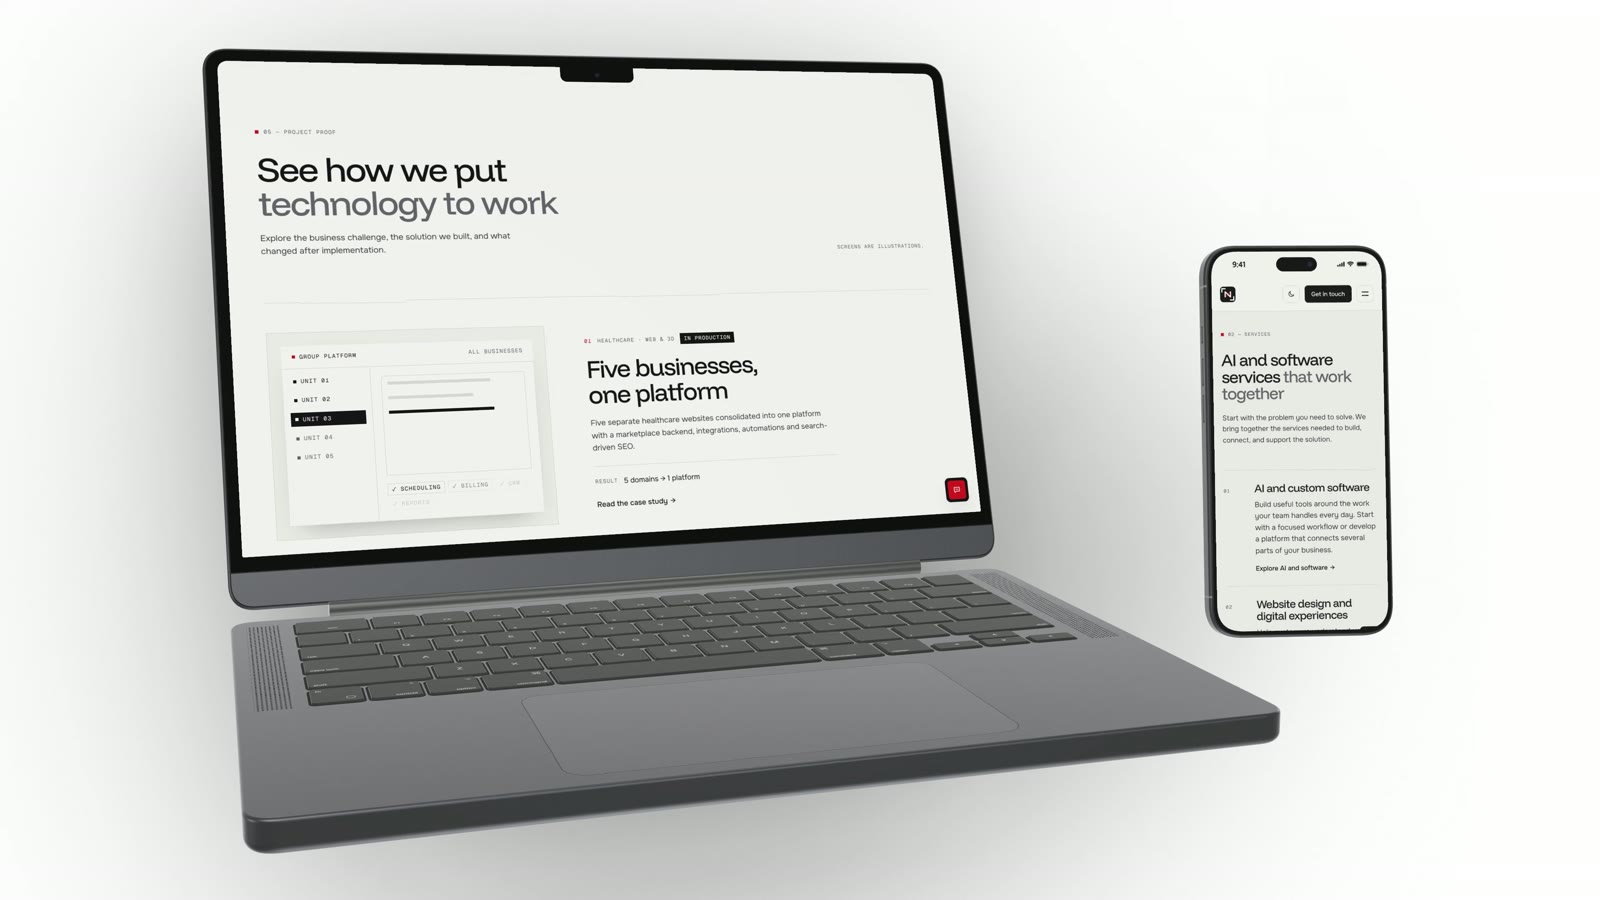 05 — PROJECT PROOF
See how we put
technology to work
Explore the business challenge, the solution we built, and what
changed after implementation.
SCREENS ARE ILLUSTRATIONS.
GROUP PLATFORM
ALL BUSINESSES
UNIT 01
UNIT 02
UNIT 03
UNIT 04
UNIT 05
✓ SCHEDULING
✓ BILLING
✓ CRM
✓ REPORTS
01 HEALTHCARE · WEB & 3D IN PRODUCTION
Five businesses,
one platform
Five separate healthcare websites consolidated into one platform
with a marketplace backend, integrations, automations and search-
driven SEO.
RESULT 5 domains → 1 platform
Read the case study →
9:41
N
Get in touch
02 — SERVICES
AI and software
services that work
together
Start with the problem you need to solve. We
bring together the services needed to build,
connect, and support the solution.
01
AI and custom software
Build useful tools around the work
your team handles every day. Start
with a focused workflow or develop
a platform that connects several
parts of your business.
Explore AI and software →
02
Website design and
digital experiences